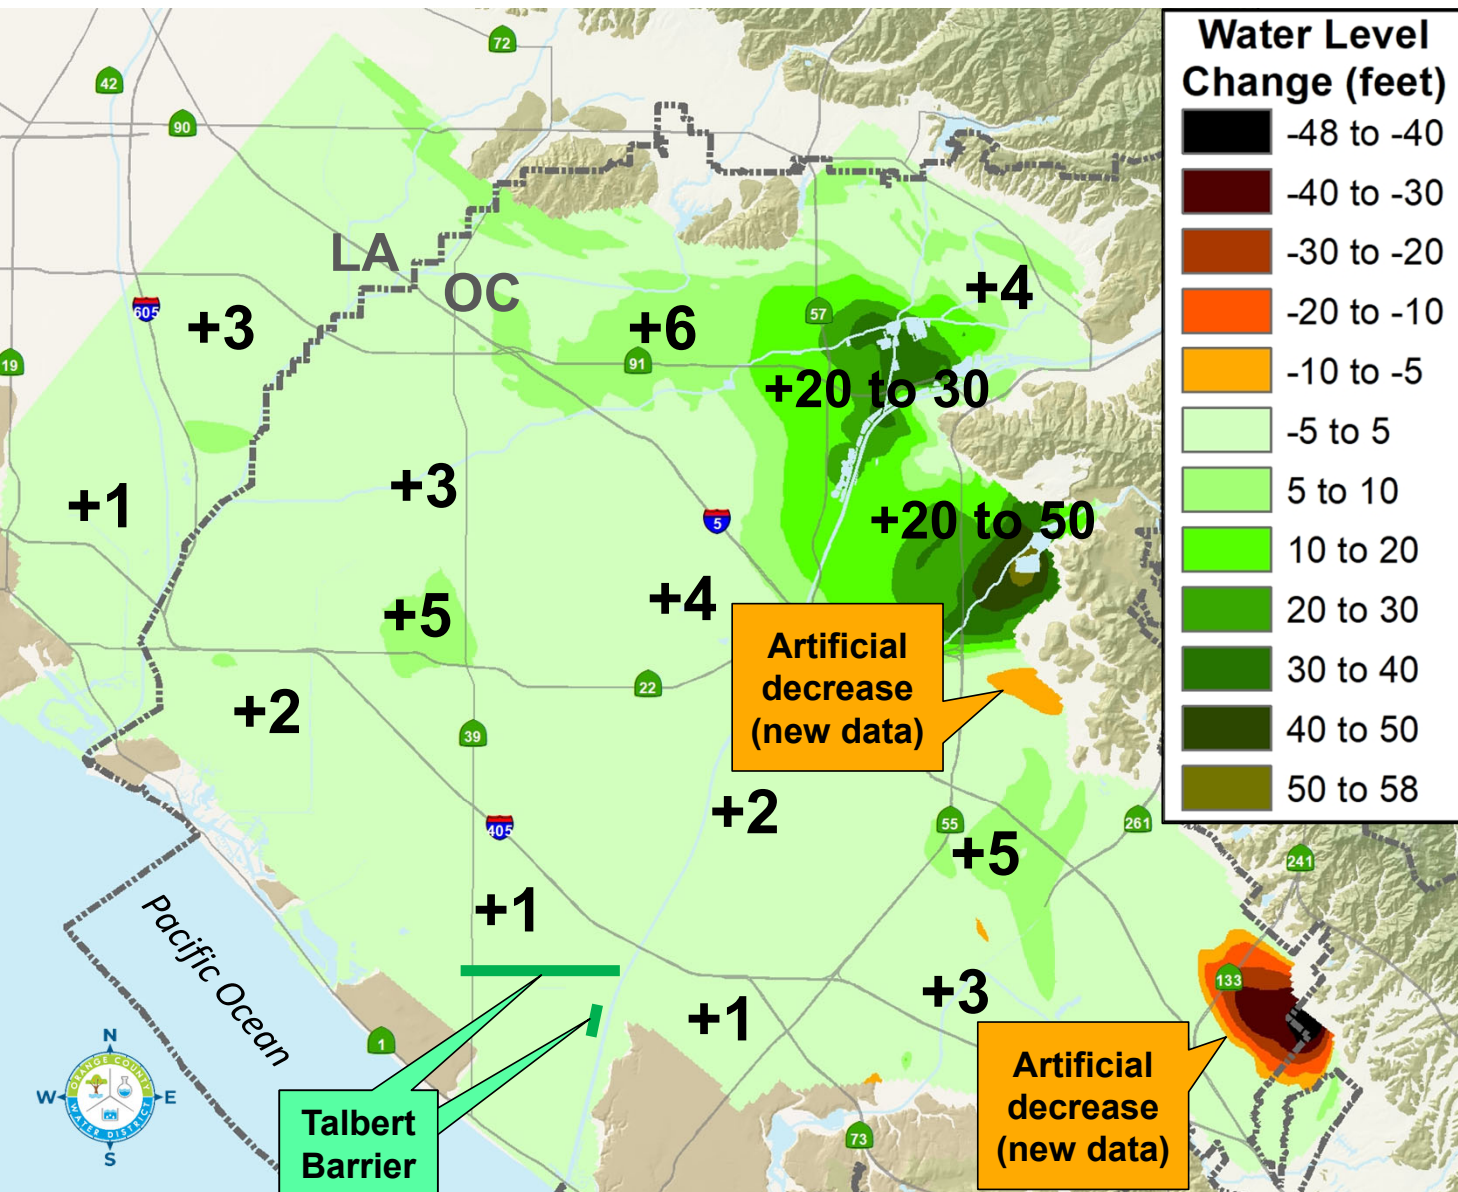 Water Level
Change (feet)
-48 to -40
-40 to -30
-30 to -20
-20 to -10
-10 to -5
-5 to 5
5 to 10
10 to 20
20 to 30
30 to 40
40 to 50
50 to 58
72
42
90
LA
OC
605
+3
+6
57
+4
19
91
+20 to 30
+3
+1
5
+20 to 50
+4
+5
Artificial
decrease
(new data)
22
+2
39
+2
405
55
261
+5
241
+1
Pacific Ocean
133
+3
+1
1
Artificial
decrease
(new data)
Talbert
Barrier
73
N
W
E
S
ORANGE COUNTY
WATER DISTRICT